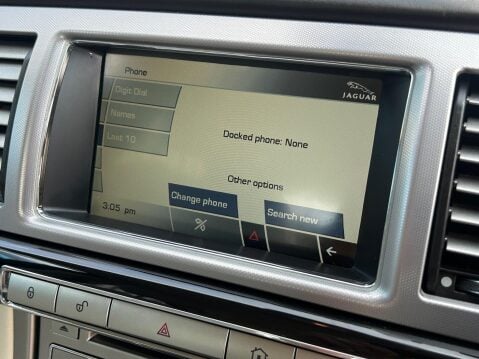 Phone
JAGUAR
Digit Dial
Names
Last 10
Docked phone: None
Other options
Change phone
Search new
3:05 pm